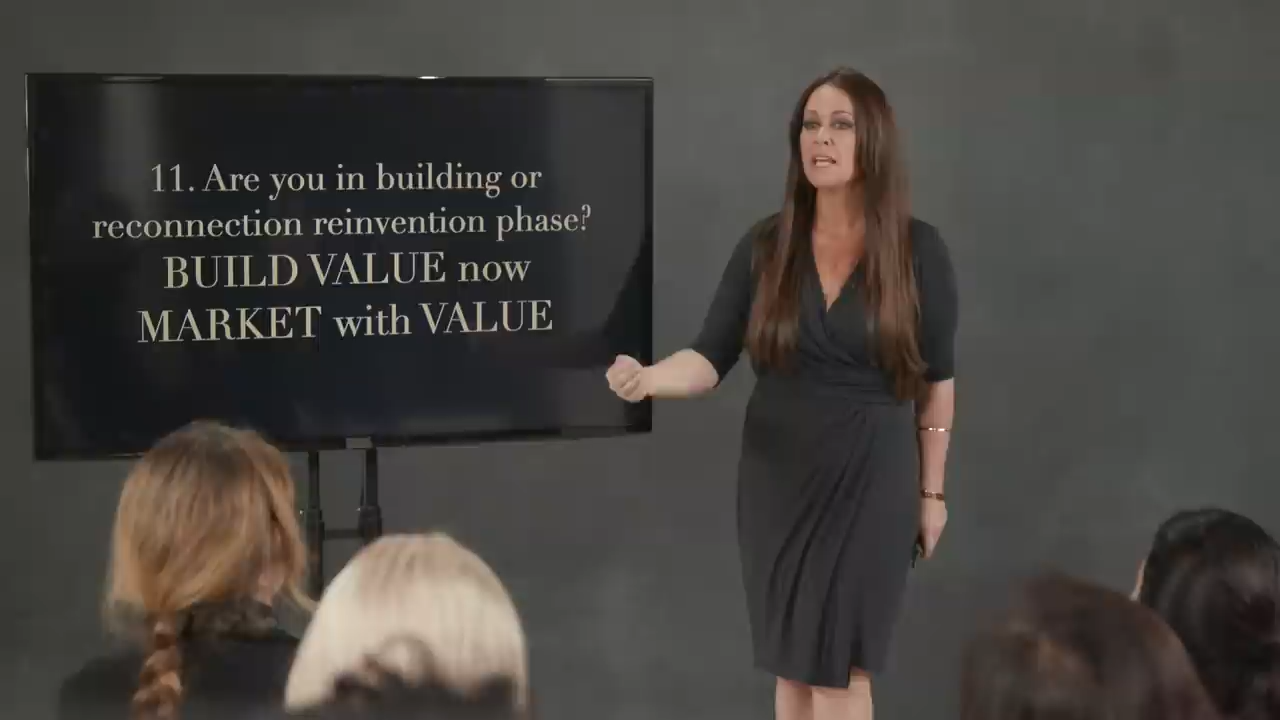 11. Are you in building or
reconnection reinvention phase?
BUILD VALUE now
MARKET with VALUE